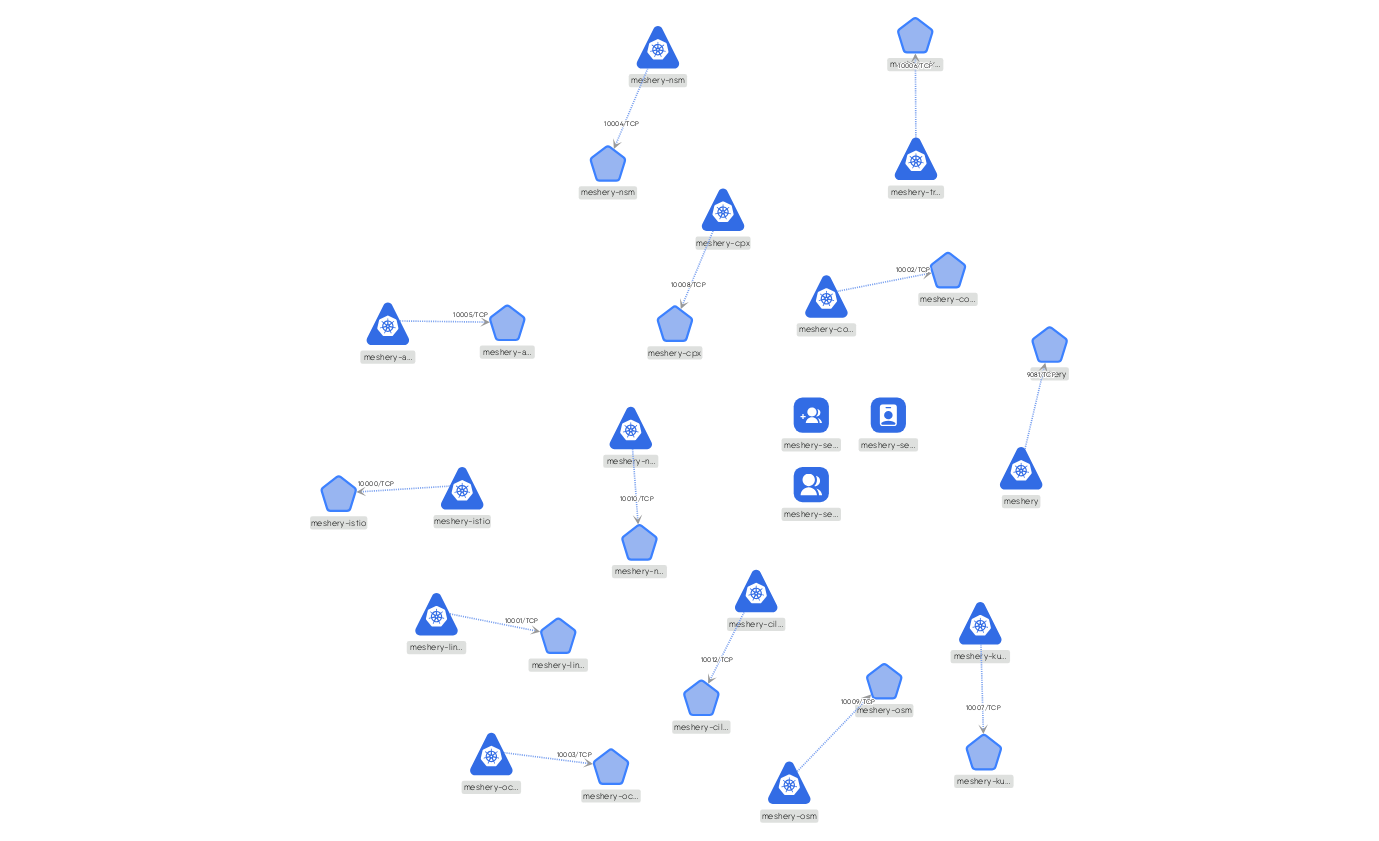 meshery-nsm
10006/TCP
10004/TCP
meshery-nsm
meshery-tr...
meshery-cpx
10002/TCP
10008/TCP
meshery-co...
10005/TCP
meshery-co...
meshery-a...
meshery-a...
meshery-cpx
9081/TCP
meshery-se...
meshery-se...
meshery-n...
10000/TCP
10010/TCP
meshery
meshery-istio
meshery-istio
meshery-se...
meshery-n...
10001/TCP
meshery-cil...
meshery-lin...
meshery-lin...
10012/TCP
meshery-ku...
10009/TCP
meshery-osm
10007/TCP
meshery-cil...
10003/TCP
meshery-oc...
meshery-oc...
meshery-ku...
meshery-osm